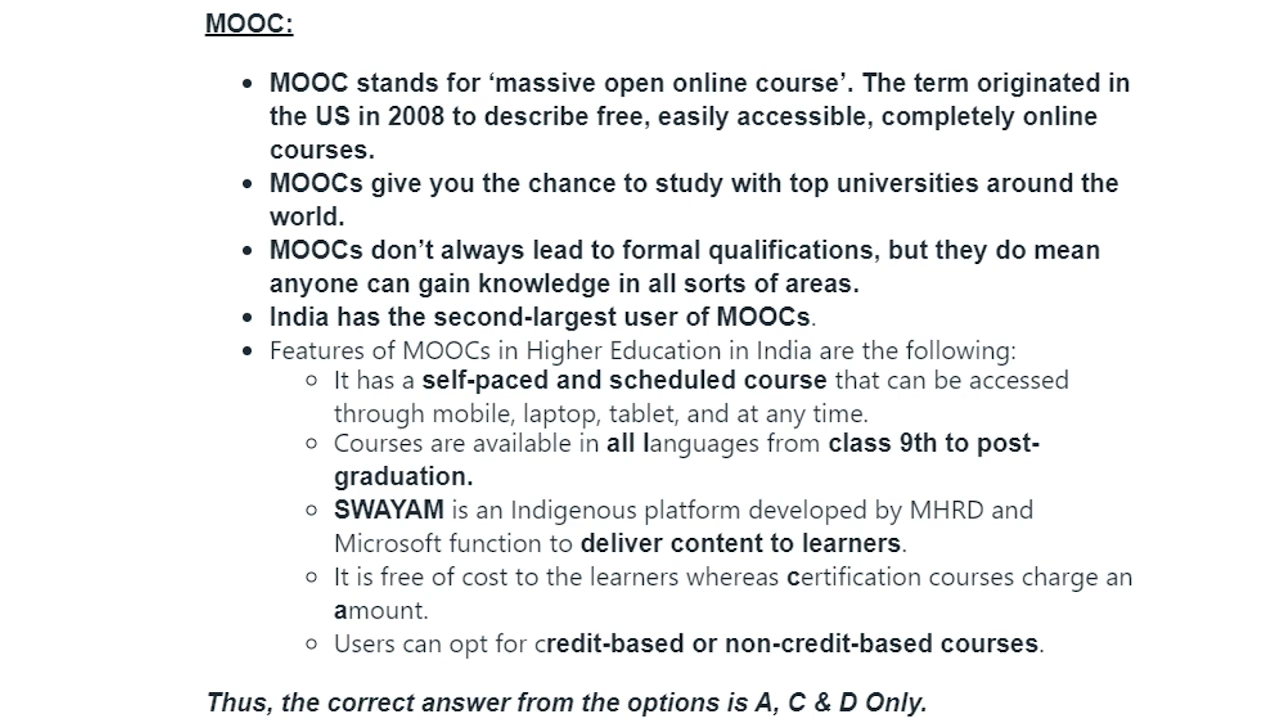 MOOC:
MOOC stands for ‘massive open online course’. The term originated in
the US in 2008 to describe free, easily accessible, completely online
courses.
MOOCs give you the chance to study with top universities around the
world.
MOOCs don’t always lead to formal qualifications, but they do mean
anyone can gain knowledge in all sorts of areas.
India has the second-largest user of MOOCs.
Features of MOOCs in Higher Education in India are the following:
It has a self-paced and scheduled course that can be accessed
through mobile, laptop, tablet, and at any time.
Courses are available in all languages from class 9th to post-
graduation.
SWAYAM is an Indigenous platform developed by MHRD and
Microsoft function to deliver content to learners.
It is free of cost to the learners whereas certification courses charge an
amount.
Users can opt for credit-based or non-credit-based courses.
Thus, the correct answer from the options is A, C & D Only.